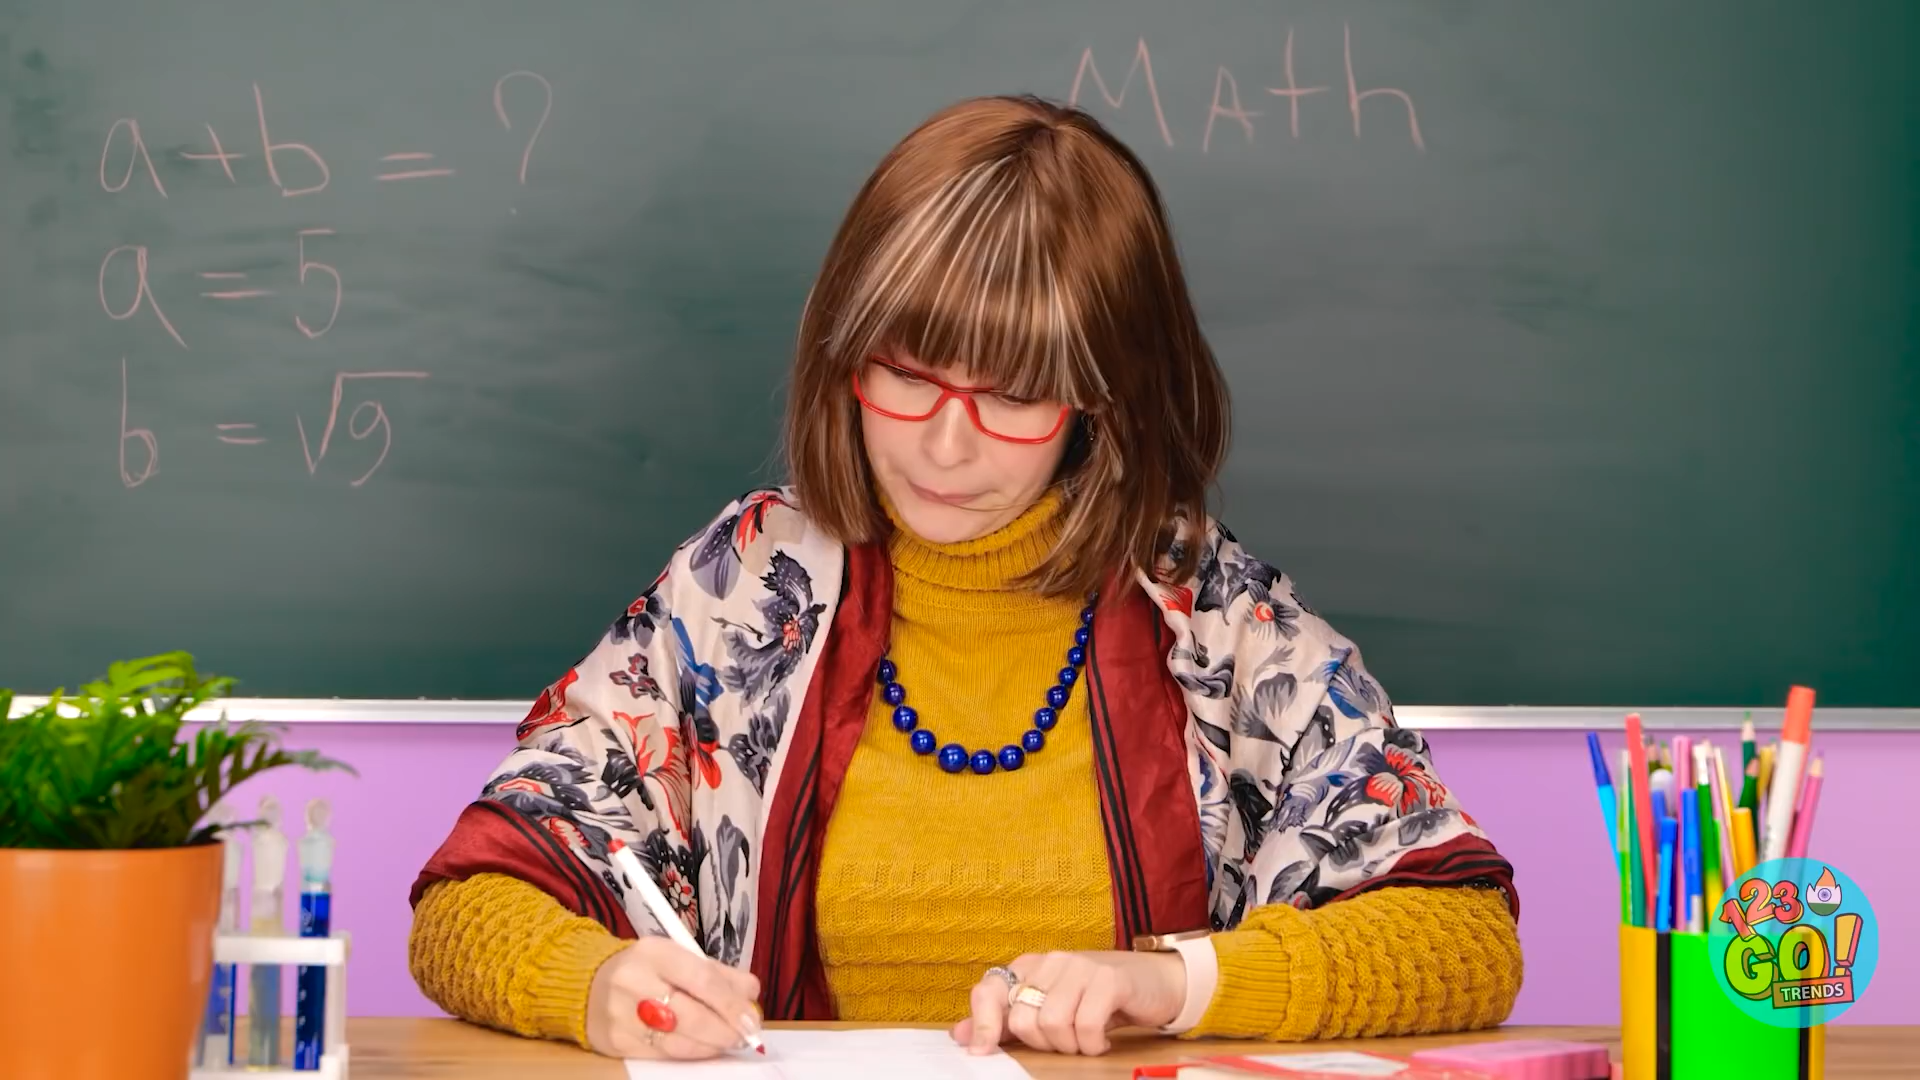 a + b = ?
a = 5
b = √9
MAth
123
GO!
TRENDS